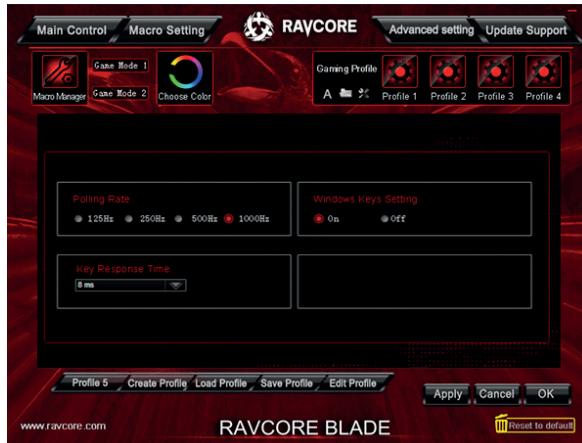 Main Control
Macro Setting
RAVCORE
Advanced setting
Update Support
Macro Manager
Game Mode 1
Game Mode 2
Choose Color
Gaming Profile
A
Profile 1
Profile 2
Profile 3
Profile 4
Polling Rate
125Hz 250Hz 500Hz 1000Hz
Windows Keys Setting
On Off
Key Response Time
8 ms
Profile 5 Create Profile Load Profile Save Profile Edit Profile
Apply Cancel OK
www.ravcore.com
RAVCORE BLADE
Reset to default